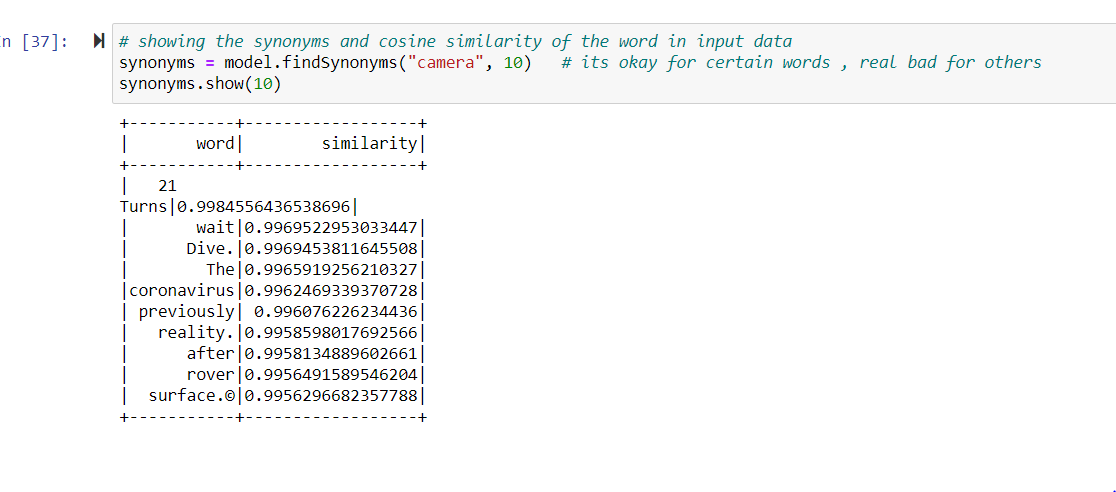 n [37]:
# showing the synonyms and cosine similarity of the word in input data
synonyms = model.findSynonyms("camera", 10)   # its okay for certain words , real bad for others
synonyms.show(10)
+-----------+------------------+
|       word|        similarity|
+-----------+------------------+
|   21
Turns|0.9984556436538696|
|       wait|0.9969522953033447|
|      Dive.|0.9969453811645508|
|        The|0.9965919256210327|
|coronavirus|0.9962469339370728|
| previously| 0.996076226234436|
|   reality.|0.9958598017692566|
|      after|0.9958134889602661|
|      rover|0.9956491589546204|
|  surface.©|0.9956296682357788|
+-----------+------------------+